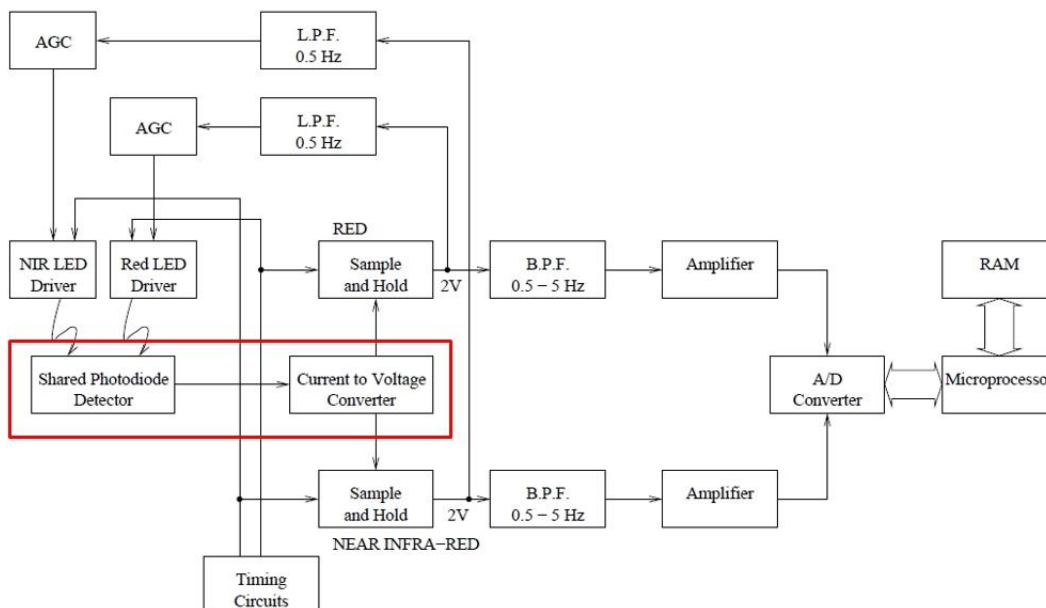 AGC
L.P.F.
0.5 Hz
AGC
L.P.F.
0.5 Hz
RED
NIR LED
Driver
Red LED
Driver
Sample
and Hold
2V
B.P.F.
0.5 − 5 Hz
Amplifier
RAM
Shared Photodiode
Detector
Current to Voltage
Converter
A/D
Converter
Microprocesso
Sample
and Hold
2V
B.P.F.
0.5 − 5 Hz
Amplifier
NEAR INFRA−RED
Timing
Circuits